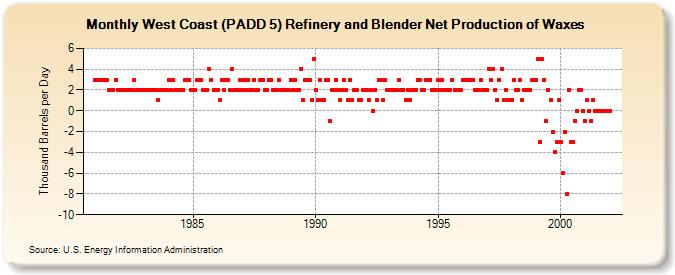 Monthly West Coast (PADD 5) Refinery and Blender Net Production of Waxes
Thousand Barrels per Day
6
4
2
0
-2
-4
-6
-8
-10
1985 1990 1995 2000
Source: U.S. Energy Information Administration